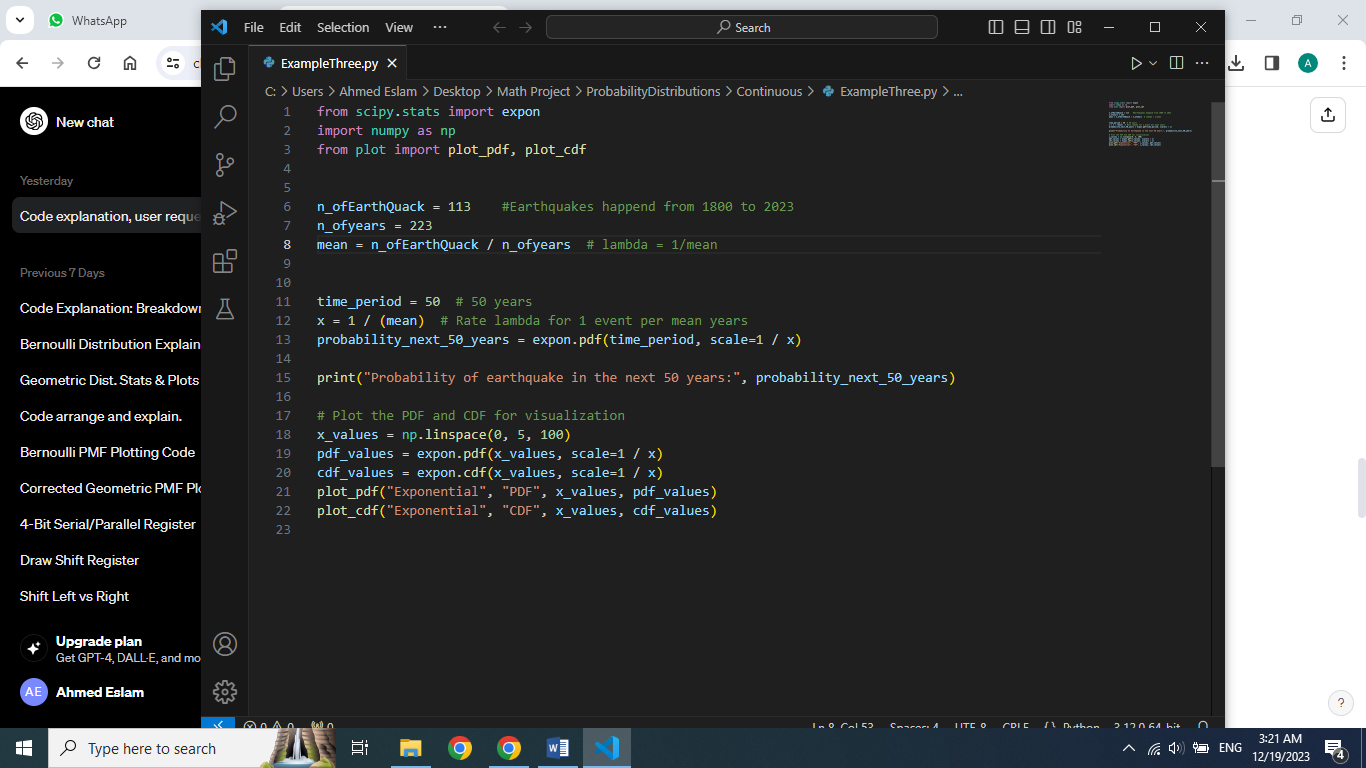 WhatsApp
File Edit Selection View ··· Search
New chat
Yesterday
Code explanation, user reque
Previous 7 Days
Code Explanation: Breakdown
Bernoulli Distribution Explain
Geometric Dist. Stats & Plots
Code arrange and explain.
Bernoulli PMF Plotting Code
Corrected Geometric PMF Plo
4-Bit Serial/Parallel Register
Draw Shift Register
Shift Left vs Right
Upgrade plan
Get GPT-4, DALL·E, and mo
AE Ahmed Eslam
A
ExampleThree.py
C: > Users > Ahmed Eslam > Desktop > Math Project > ProbabilityDistributions > Continuous > ExampleThree.py > ...
1 from scipy.stats import expon
2 import numpy as np
3 from plot import plot_pdf, plot_cdf
4
5
6 n_ofEarthQuack = 113    #Earthquakes happend from 1800 to 2023
7 n_ofyears = 223
8 mean = n_ofEarthQuack / n_ofyears  # lambda = 1/mean
9
10
11 time_period = 50  # 50 years
12 x = 1 / (mean)  # Rate lambda for 1 event per mean years
13 probability_next_50_years = expon.pdf(time_period, scale=1 / x)
14
15 print("Probability of earthquake in the next 50 years:", probability_next_50_years)
16
17 # Plot the PDF and CDF for visualization
18 x_values = np.linspace(0, 5, 100)
19 pdf_values = expon.pdf(x_values, scale=1 / x)
20 cdf_values = expon.cdf(x_values, scale=1 / x)
21 plot_pdf("Exponential", "PDF", x_values, pdf_values)
22 plot_cdf("Exponential", "CDF", x_values, cdf_values)
23
0 0 0 Ln 8, Col 53 Spaces: 4 UTF-8 CRLF {} Python 3.12.0 64-bit
?
Type here to search
ENG
3:21 AM
12/19/2023
4